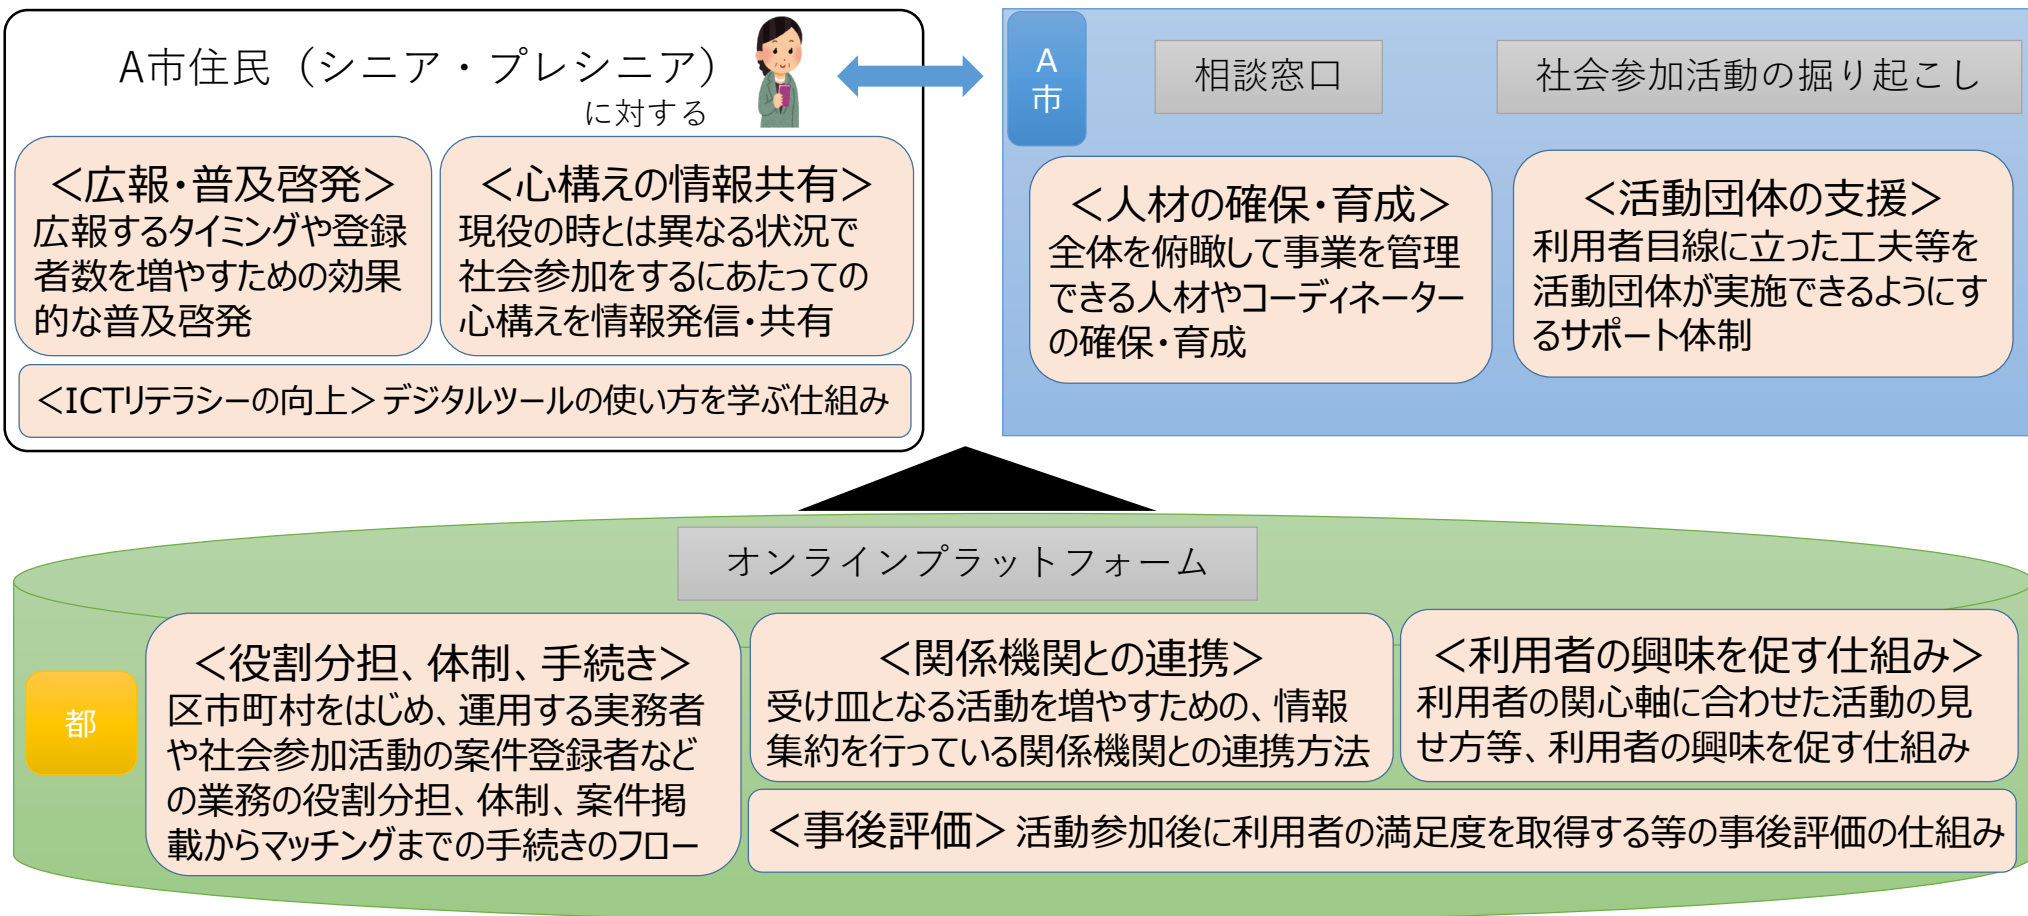 A市住民（シニア・プレシニア）
に対する
＜広報・普及啓発＞
広報するタイミングや登録
者数を増やすための効果
的な普及啓発
＜心構えの情報共有＞
現役の時とは異なる状況で
社会参加をするにあたっての
心構えを情報発信・共有
＜ICTリテラシーの向上＞デジタルツールの使い方を学ぶ仕組み
A
市
相談窓口
社会参加活動の掘り起こし
＜人材の確保・育成＞
全体を俯瞰して事業を管理
できる人材やコーディネーター
の確保・育成
＜活動団体の支援＞
利用者目線に立った工夫等を
活動団体が実施できるようにす
るサポート体制
オンラインプラットフォーム
都
＜役割分担、体制、手続き＞
区市町村をはじめ、運用する実務者
や社会参加活動の案件登録者など
の業務の役割分担、体制、案件掲
載からマッチングまでの手続きのフロー
＜関係機関との連携＞
受け皿となる活動を増やすための、情報
集約を行っている関係機関との連携方法
＜利用者の興味を促す仕組み＞
利用者の関心軸に合わせた活動の見
せ方等、利用者の興味を促す仕組み
＜事後評価＞活動参加後に利用者の満足度を取得する等の事後評価の仕組み